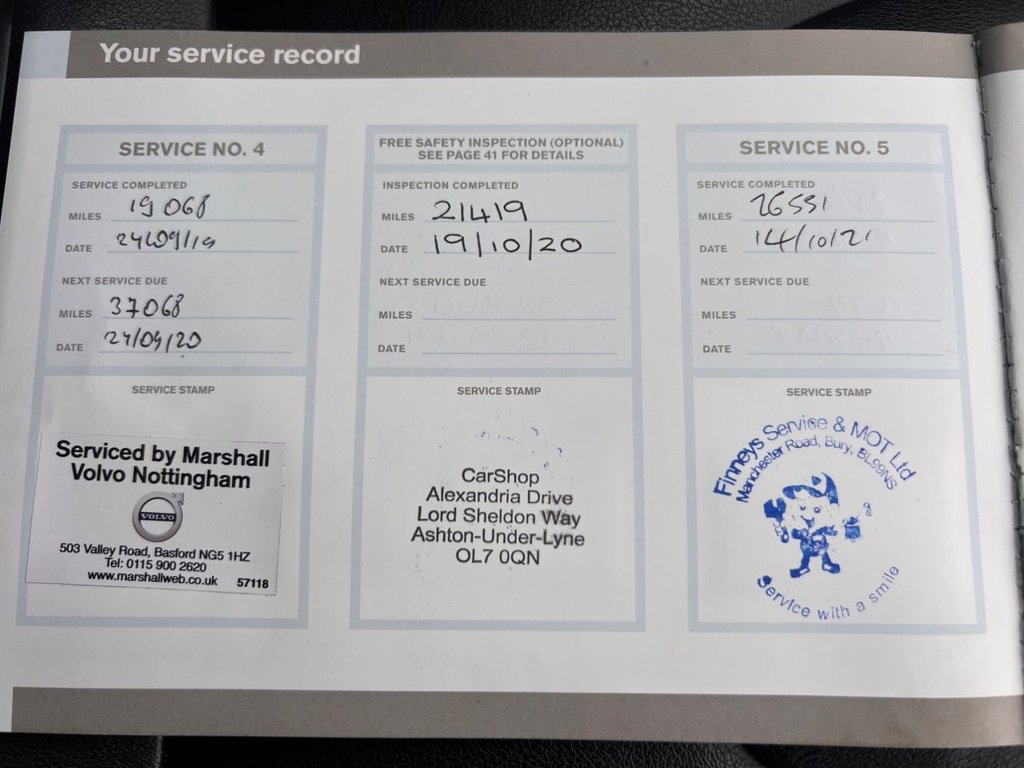 Your service record
SERVICE NO. 4
SERVICE COMPLETED
MILES 19 068
DATE 24/09/19
NEXT SERVICE DUE
MILES 37068
DATE 24/09/20
SERVICE STAMP
Serviced by Marshall
Volvo Nottingham
VOLVO
503 Valley Road, Basford NG5 1HZ
Tel: 0115 900 2620
www.marshallweb.co.uk 57118
FREE SAFETY INSPECTION (OPTIONAL)
SEE PAGE 41 FOR DETAILS
INSPECTION COMPLETED
MILES 21419
DATE 19/10/20
NEXT SERVICE DUE
MILES
DATE
SERVICE STAMP
CarShop
Alexandria Drive
Lord Sheldon Way
Ashton-Under-Lyne
OL7 0QN
SERVICE NO. 5
SERVICE COMPLETED
MILES 26551
DATE 14/10/21
NEXT SERVICE DUE
MILES
DATE
SERVICE STAMP
Finneys Service & MOT Ltd
Manchester Road, Bury, BL99NS
Service with a smile